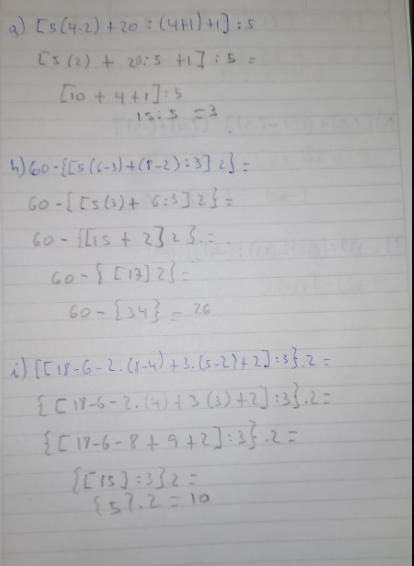 g) [5(4-2)+20:(4+1)+1]:5
[5(2) + 20:5 +1] : 5 =
[10 + 4 +1] : 5
15:5 = 3
h) 60-{[5(6-3)+(8-2):3] 2} =
60-{[5(3)+ 6:3] 2} =
60-{[15 + 2] 2} =
60-{[17] 2} =
60-{34} = 26
i) {[18-6-2.(8-4)+3.(5-2)+2]:3}.2 =
{[18-6-2.(4)+3(3)+2]:3}.2 =
{[18-6-8+9+2]:3}.2 =
{[15]:3}.2 =
{5}.2 = 10